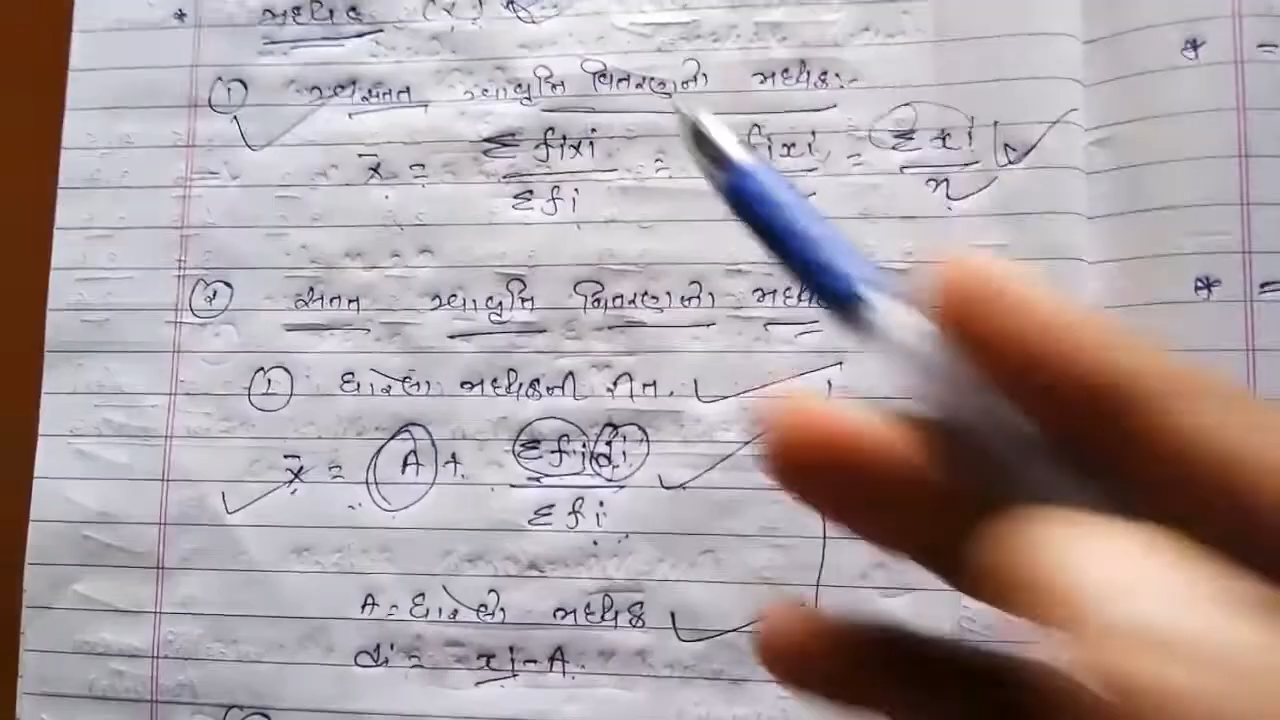 * મધ્યક (x̄)
① અસતત આવૃત્તિ વિતરણનો મધ્યક:-
x̄ = Σfixi / Σfi = fixi = Σxi / n
② સતત આવૃત્તિ વિતરણનો મધ્યક
① ધારેલા મધ્યકની રીત.
x̄ = A + Σfidi / Σfi
A = ધારેલો મધ્યક
di = xi - A.
* =
* =